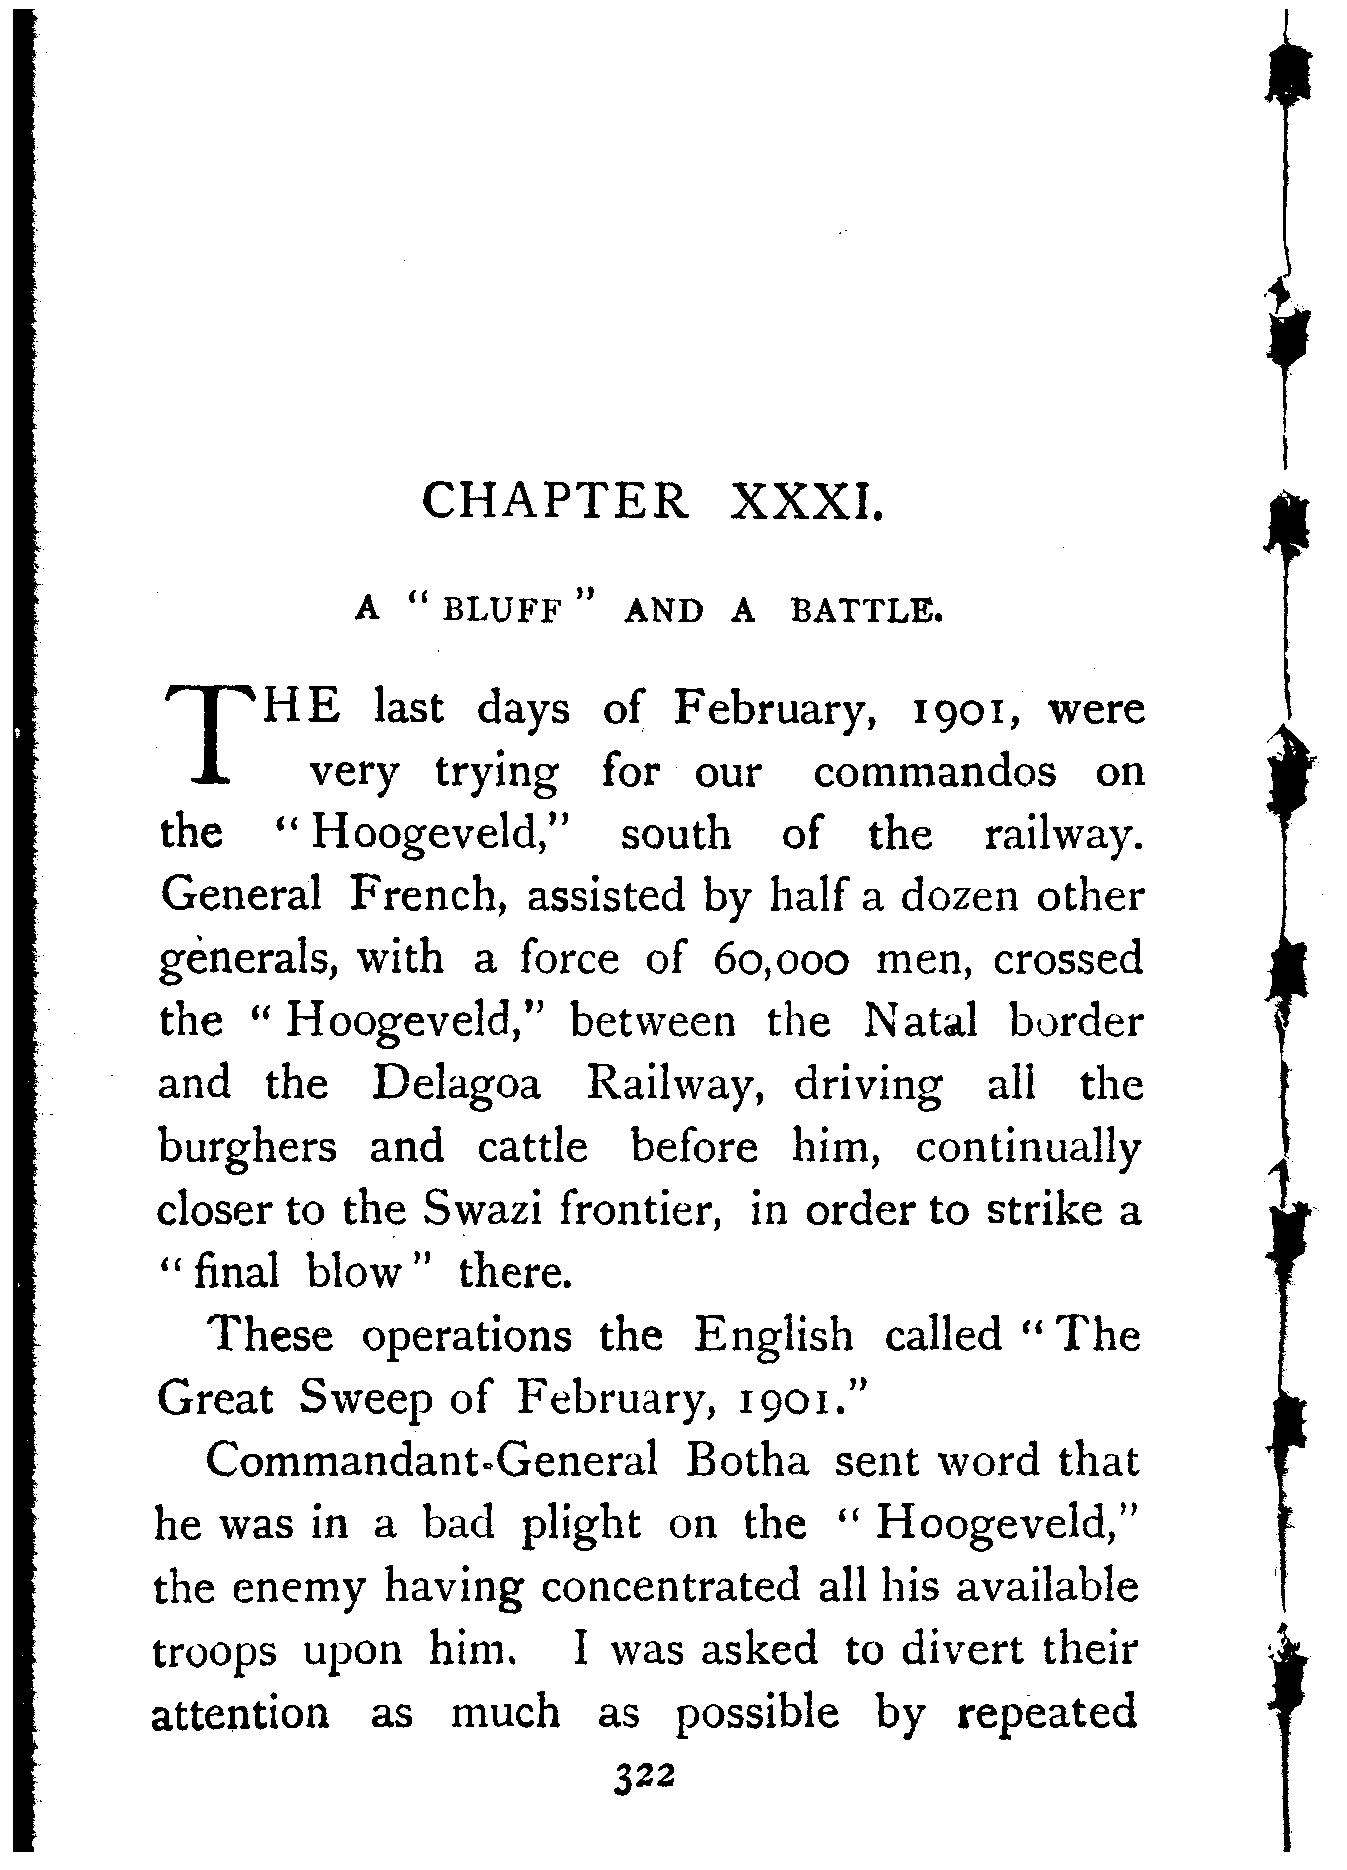 CHAPTER XXXI.
A "BLUFF" AND A BATTLE.
THE last days of February, 1901, were
very trying for our commandos on
the "Hoogeveld," south of the railway.
General French, assisted by half a dozen other
generals, with a force of 60,000 men, crossed
the "Hoogeveld," between the Natal border
and the Delagoa Railway, driving all the
burghers and cattle before him, continually
closer to the Swazi frontier, in order to strike a
"final blow" there.
These operations the English called "The
Great Sweep of February, 1901."
Commandant-General Botha sent word that
he was in a bad plight on the "Hoogeveld,"
the enemy having concentrated all his available
troops upon him. I was asked to divert their
attention as much as possible by repeated
322